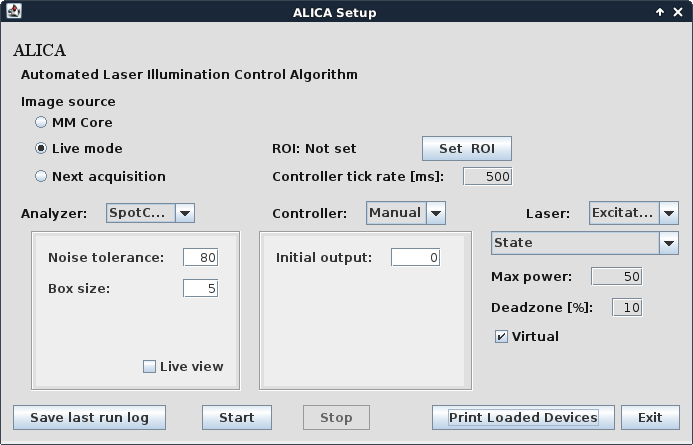 ALICA Setup
ALICA
Automated Laser Illumination Control Algorithm
Image source
MM Core
Live mode
ROI: Not set
Set ROI
Next acquisition
Controller tick rate [ms]:
500
Analyzer:
SpotC...
Controller:
Manual
Laser:
Excitat...
Noise tolerance:
80
Box size:
5
Live view
Initial output:
0
State
Max power:
50
Deadzone [%]:
10
Virtual
Save last run log
Start
Stop
Print Loaded Devices
Exit